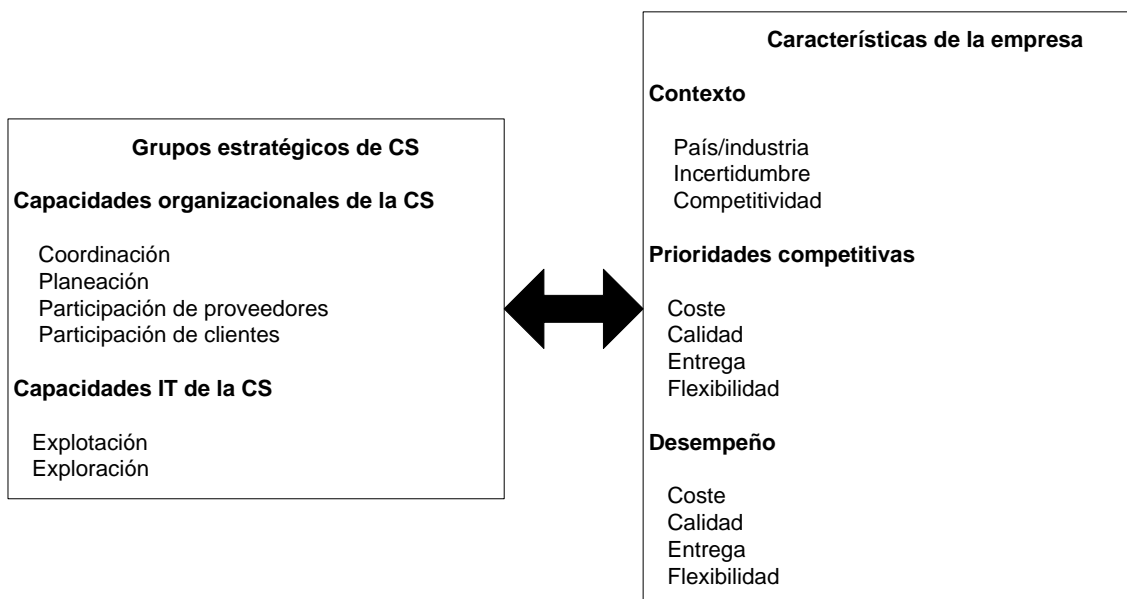 Grupos estratégicos de CS
Capacidades organizacionales de la CS
Coordinación
Planeación
Participación de proveedores
Participación de clientes
Capacidades IT de la CS
Explotación
Exploración
Características de la empresa
Contexto
País/industria
Incertidumbre
Competitividad
Prioridades competitivas
Coste
Calidad
Entrega
Flexibilidad
Desempeño
Coste
Calidad
Entrega
Flexibilidad